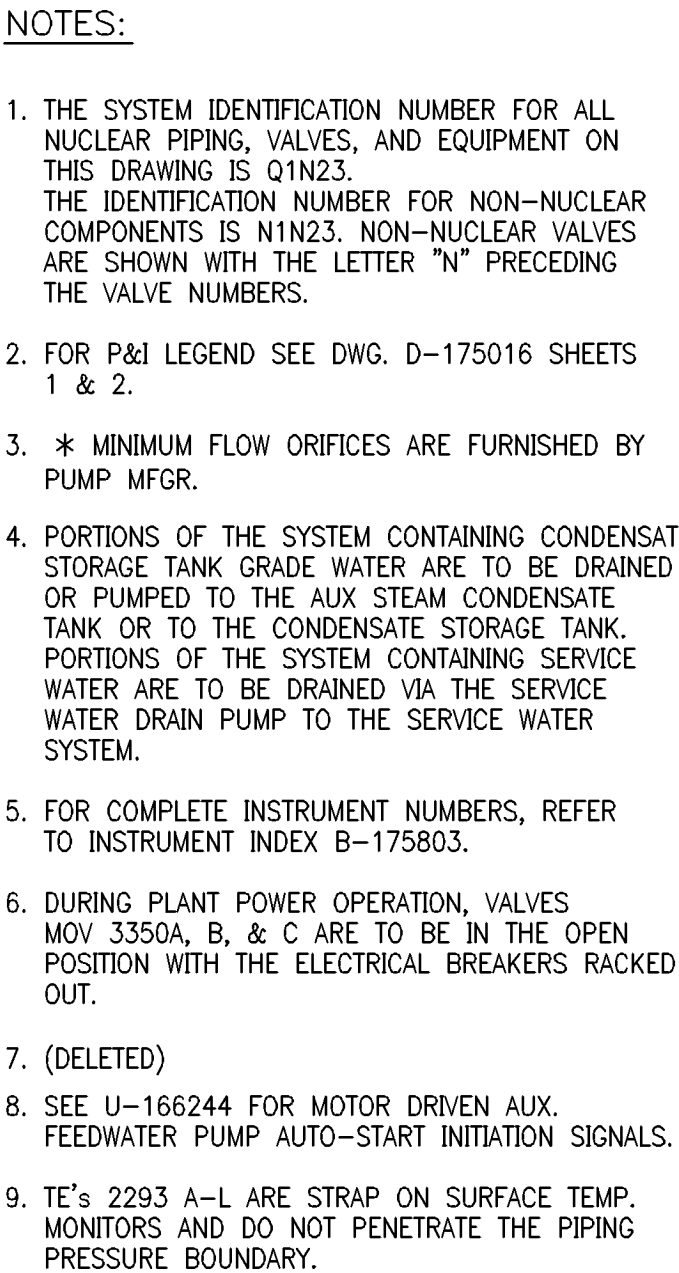 NOTES:
1. THE SYSTEM IDENTIFICATION NUMBER FOR ALL
NUCLEAR PIPING, VALVES, AND EQUIPMENT ON
THIS DRAWING IS Q1N23.
THE IDENTIFICATION NUMBER FOR NON-NUCLEAR
COMPONENTS IS N1N23. NON-NUCLEAR VALVES
ARE SHOWN WITH THE LETTER "N" PRECEDING
THE VALVE NUMBERS.
2. FOR P&I LEGEND SEE DWG. D-175016 SHEETS
1 & 2.
3. * MINIMUM FLOW ORIFICES ARE FURNISHED BY
PUMP MFGR.
4. PORTIONS OF THE SYSTEM CONTAINING CONDENSAT
STORAGE TANK GRADE WATER ARE TO BE DRAINED
OR PUMPED TO THE AUX STEAM CONDENSATE
TANK OR TO THE CONDENSATE STORAGE TANK.
PORTIONS OF THE SYSTEM CONTAINING SERVICE
WATER ARE TO BE DRAINED VIA THE SERVICE
WATER DRAIN PUMP TO THE SERVICE WATER
SYSTEM.
5. FOR COMPLETE INSTRUMENT NUMBERS, REFER
TO INSTRUMENT INDEX B-175803.
6. DURING PLANT POWER OPERATION, VALVES
MOV 3350A, B, & C ARE TO BE IN THE OPEN
POSITION WITH THE ELECTRICAL BREAKERS RACKED
OUT.
7. (DELETED)
8. SEE U-166244 FOR MOTOR DRIVEN AUX.
FEEDWATER PUMP AUTO-START INITIATION SIGNALS.
9. TE's 2293 A-L ARE STRAP ON SURFACE TEMP.
MONITORS AND DO NOT PENETRATE THE PIPING
PRESSURE BOUNDARY.